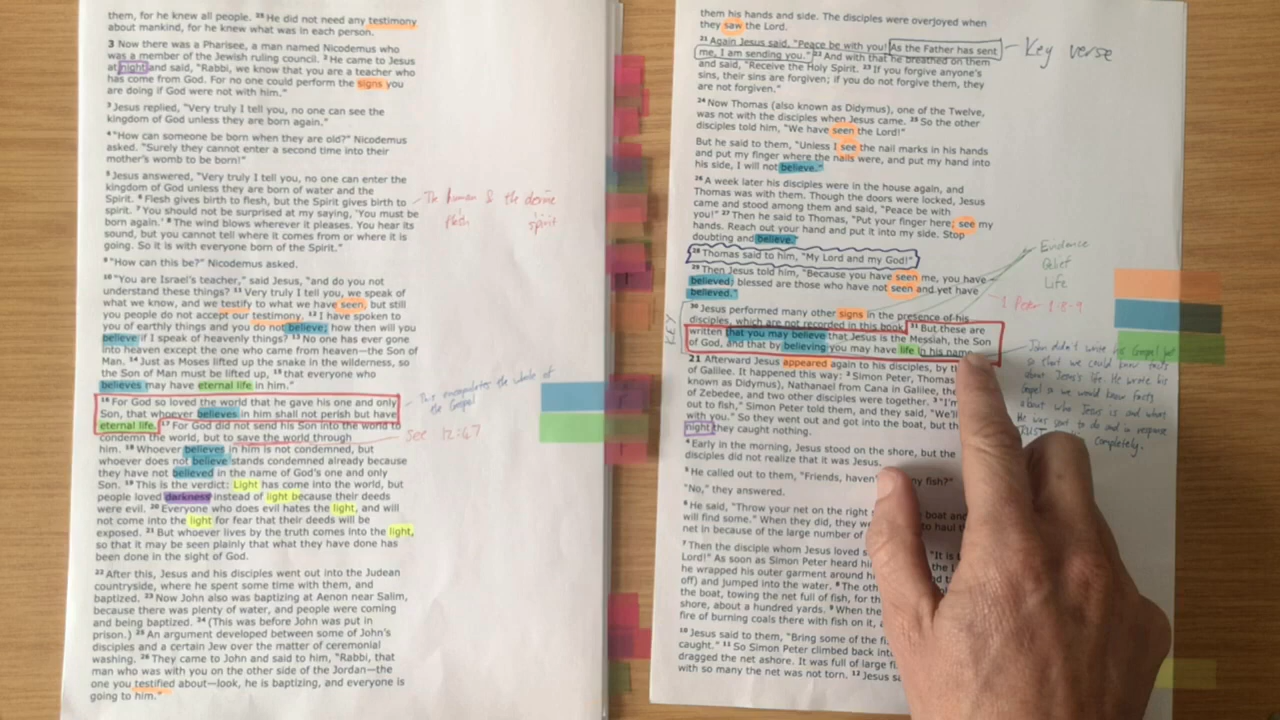 them, for he knew all people. 25 He did not need any testimony
about mankind, for he knew what was in each person.
3 Now there was a Pharisee, a man named Nicodemus who
was a member of the Jewish ruling council. 2 He came to Jesus
at night and said, "Rabbi, we know that you are a teacher who
has come from God. For no one could perform the signs you
are doing if God were not with him."
3 Jesus replied, "Very truly I tell you, no one can see the
kingdom of God unless they are born again."
4 "How can someone be born when they are old?" Nicodemus
asked. "Surely they cannot enter a second time into their
mother's womb to be born!"
5 Jesus answered, "Very truly I tell you, no one can enter the
kingdom of God unless they are born of water and the
Spirit. 6 Flesh gives birth to flesh, but the Spirit gives birth to
spirit. 7 You should not be surprised at my saying, 'You must be
born again.' 8 The wind blows wherever it pleases. You hear its
sound, but you cannot tell where it comes from or where it is
going. So it is with everyone born of the Spirit."
The human & the divine
flesh spirit
9 "How can this be?" Nicodemus asked.
10 "You are Israel's teacher," said Jesus, "and do you not
understand these things? 11 Very truly I tell you, we speak of
what we know, and we testify to what we have seen, but still
you people do not accept our testimony. 12 I have spoken to
you of earthly things and you do not believe; how then will you
believe if I speak of heavenly things? 13 No one has ever gone
into heaven except the one who came from heaven—the Son of
Man. 14 Just as Moses lifted up the snake in the wilderness, so
the Son of Man must be lifted up, 15 that everyone who
believes may have eternal life in him."
16 For God so loved the world that he gave his one and only
Son, that whoever believes in him shall not perish but have
eternal life. 17 For God did not send his Son into the world to
condemn the world, but to save the world through
him. 18 Whoever believes in him is not condemned, but
whoever does not believe stands condemned already because
they have not believed in the name of God's one and only
Son. 19 This is the verdict: Light has come into the world, but
people loved darkness instead of light because their deeds
were evil. 20 Everyone who does evil hates the light, and will
not come into the light for fear that their deeds will be
exposed. 21 But whoever lives by the truth comes into the light,
so that it may be seen plainly that what they have done has
been done in the sight of God.
This encapsulates the whole of
the Gospel
See 12:47
22 After this, Jesus and his disciples went out into the Judean
countryside, where he spent some time with them, and
baptized. 23 Now John also was baptizing at Aenon near Salim,
because there was plenty of water, and people were coming
and being baptized. 24 (This was before John was put in
prison.) 25 An argument developed between some of John's
disciples and a certain Jew over the matter of ceremonial
washing. 26 They came to John and said to him, "Rabbi, that
man who was with you on the other side of the Jordan—the
one you testified about—look, he is baptizing, and everyone is
going to him."
them his hands and side. The disciples were overjoyed when
they saw the Lord.
21 Again Jesus said, "Peace be with you! As the Father has sent
me, I am sending you." 22 And with that he breathed on them
and said, "Receive the Holy Spirit. 23 If you forgive anyone's
sins, their sins are forgiven; if you do not forgive them, they
are not forgiven."
Key verse
24 Now Thomas (also known as Didymus), one of the Twelve,
was not with the disciples when Jesus came. 25 So the other
disciples told him, "We have seen the Lord!"
But he said to them, "Unless I see the nail marks in his hands
and put my finger where the nails were, and put my hand into
his side, I will not believe."
26 A week later his disciples were in the house again, and
Thomas was with them. Though the doors were locked, Jesus
came and stood among them and said, "Peace be with
you!" 27 Then he said to Thomas, "Put your finger here; see my
hands. Reach out your hand and put it into my side. Stop
doubting and believe."
28 Thomas said to him, "My Lord and my God!"
29 Then Jesus told him, "Because you have seen me, you have
believed; blessed are those who have not seen and yet have
believed."
Evidence
Belief
Life
1 Peter 1:8-9
KEY
30 Jesus performed many other signs in the presence of his
disciples, which are not recorded in this book. 31 But these are
written that you may believe that Jesus is the Messiah, the Son
of God, and that by believing you may have life in his name.
John didn't write his Gospel just
so that we could know facts
about Jesus's life. He wrote his
Gospel so we would know facts
about who Jesus is and what
He was sent to do and in response
completely.
21 Afterward Jesus appeared again to his disciples, by
of Galilee. It happened this way: 2 Simon Peter, Thomas
known as Didymus), Nathanael from Cana in Galilee, the
of Zebedee, and two other disciples were together. 3 "I'm
out to fish," Simon Peter told them, and they said, "We'll
with you." So they went out and got into the boat, but
night they caught nothing.
4 Early in the morning, Jesus stood on the shore, but the
disciples did not realize that it was Jesus.
5 He called out to them, "Friends, haven' any fish?"
"No," they answered.
6 He said, "Throw your net on the right boat and
will find some." When they did, they to haul
net in because of the large number of
7 Then the disciple whom Jesus loved "It is
Lord!" As soon as Simon Peter heard
he wrapped his outer garment around
off) and jumped into the water. 8 The
the boat, towing the net full of fish, for
shore, about a hundred yards. 9 When the
fire of burning coals there with fish on it,
10 Jesus said to them, "Bring some of the
caught." 11 So Simon Peter climbed back
dragged the net ashore. It was full of large
with so many the net was not torn. 12 Jesus